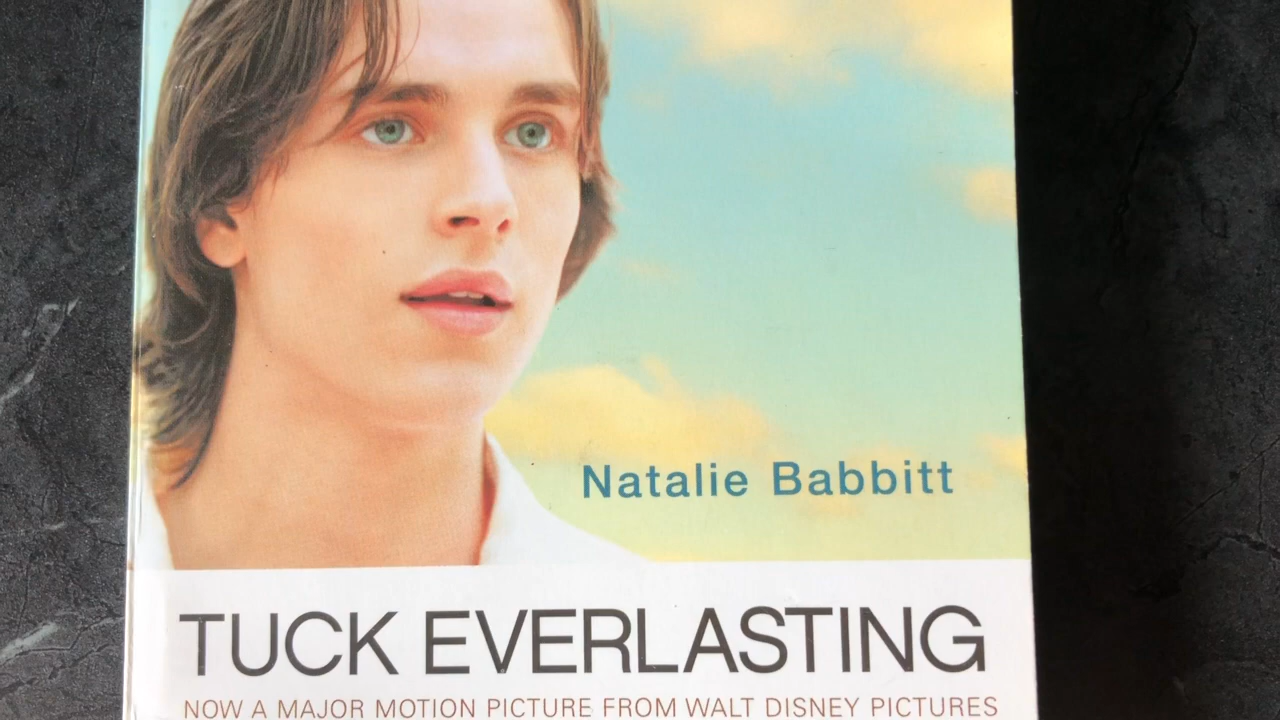 Natalie Babbitt
TUCK EVERLASTING
NOW A MAJOR MOTION PICTURE FROM WALT DISNEY PICTURES